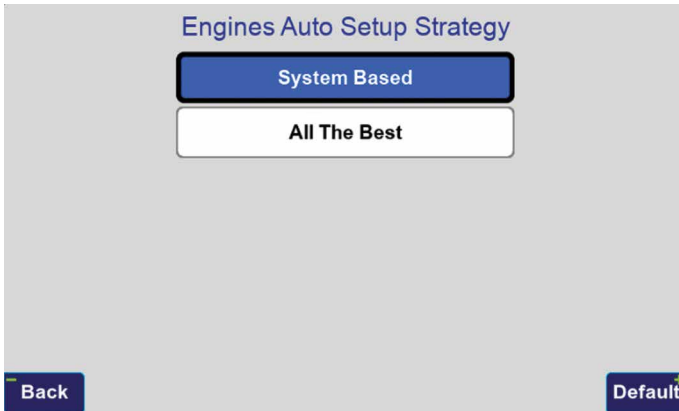 Engines Auto Setup Strategy
System Based
All The Best
Back
Default